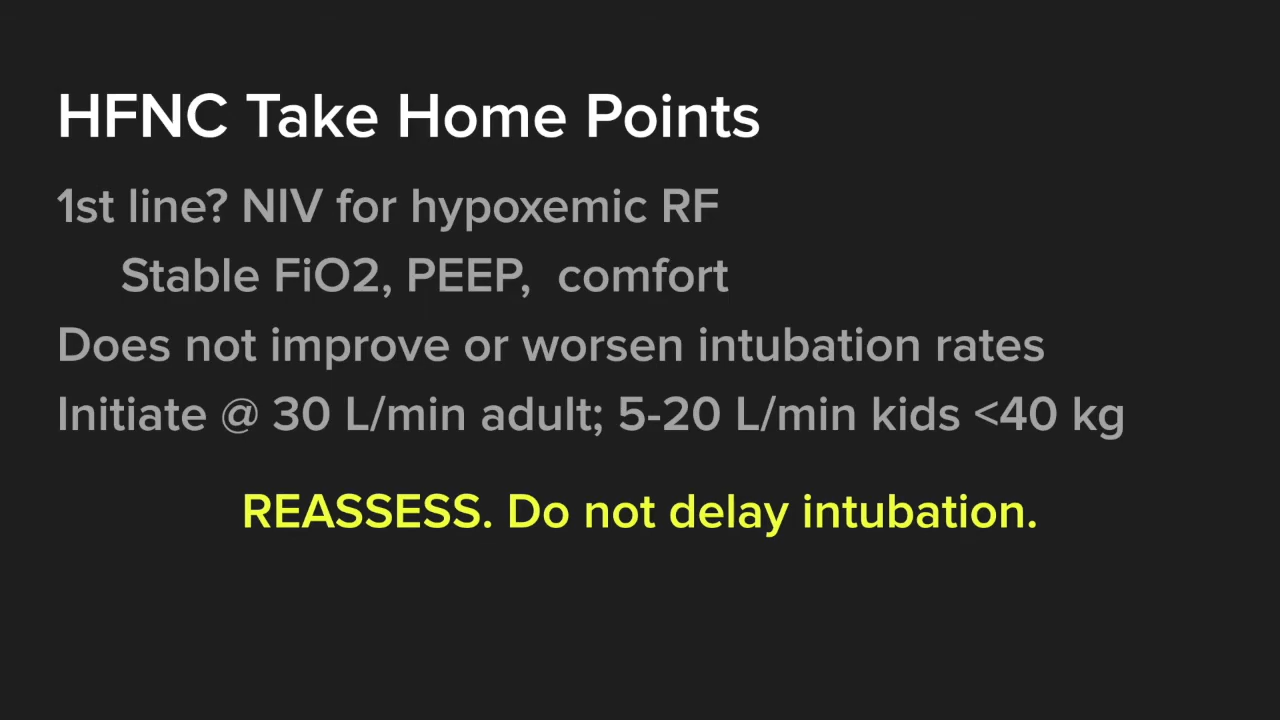 HFNC Take Home Points
1st line? NIV for hypoxemic RF
Stable FiO2, PEEP,  comfort
Does not improve or worsen intubation rates
Initiate @ 30 L/min adult; 5-20 L/min kids <40 kg
REASSESS. Do not delay intubation.